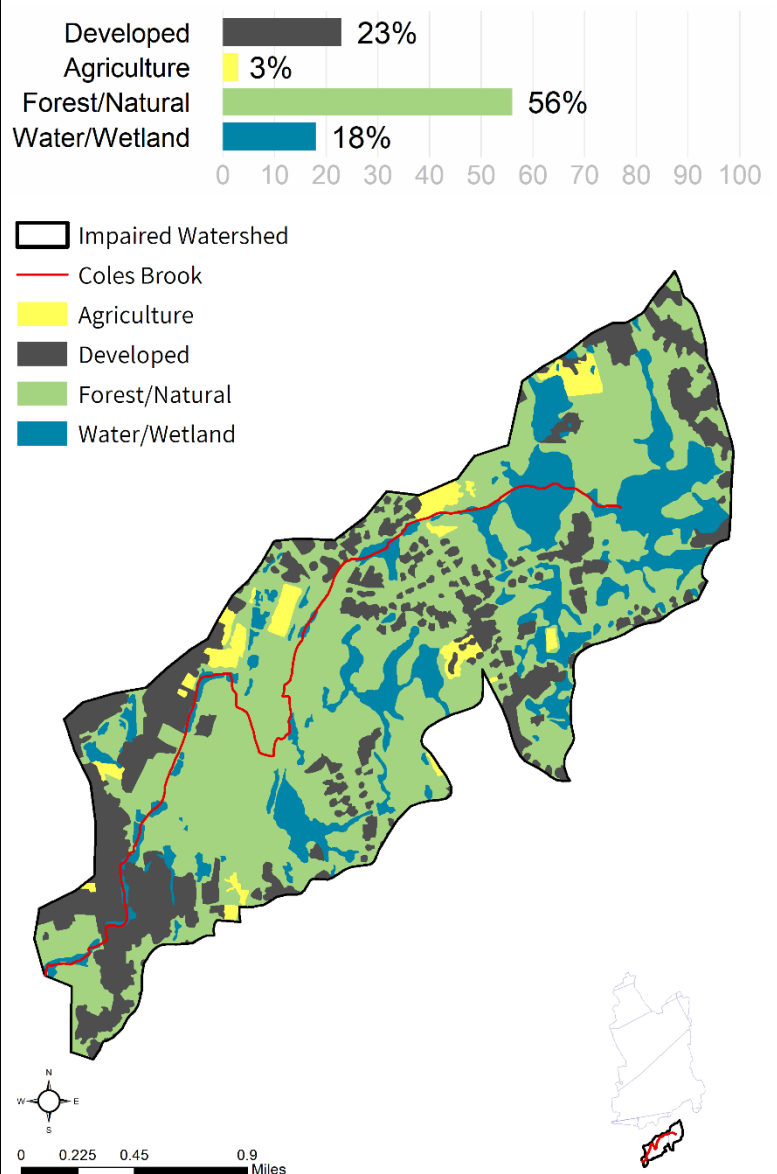 Developed 23%
Agriculture 3%
Forest/Natural 56%
Water/Wetland 18%
0 10 20 30 40 50 60 70 80 90 100
Impaired Watershed
Coles Brook
Agriculture
Developed
Forest/Natural
Water/Wetland
N
W E
S
0 0.225 0.45 0.9
Miles